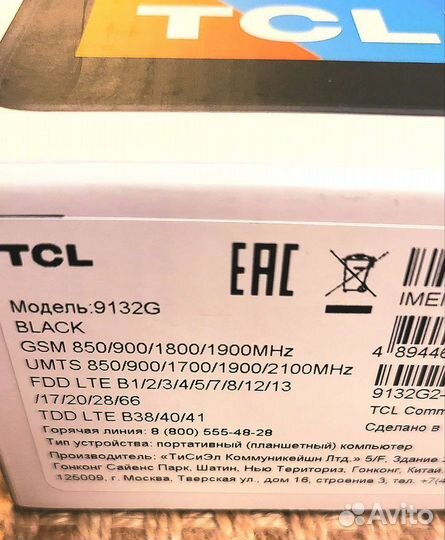 TCL
TCL
EAC
Модель:9132G
BLACK
GSM 850/900/1800/1900MHz
UMTS 850/900/1700/1900/2100MHz
FDD LTE B1/2/3/4/5/7/8/12/13
/17/20/28/66
TDD LTE B38/40/41
Горячая линия: 8 (800) 555-48-28
Тип устройства: портативный (планшетный) компьютер
Производитель: «ТиСиЭл Коммуникейшн Лтд.» 5/F, Здание
Гонконг Сайенс Парк, Шатин, Нью Териториз, Гонконг, Китай
125009, г. Москва, Тверская ул., дом 16, строение 3, тел.
IMEI
4 89446
9132G2-
TCL Comm
Сделано в
Avito